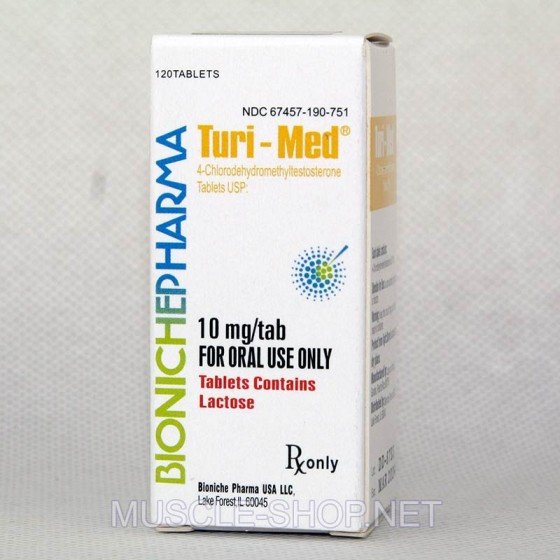 120TABLETS
NDC 67457-190-751
Turi-Med®
4-Chlorodehydromethyltestosterone
Tablets USP:
BIONICHEPHARMA
10 mg/tab
FOR ORAL USE ONLY
Tablets Contains
Lactose
Rx only
Bioniche Pharma USA LLC,
Lake Forest,IL 60045
MUSCLE-SHOP.NET